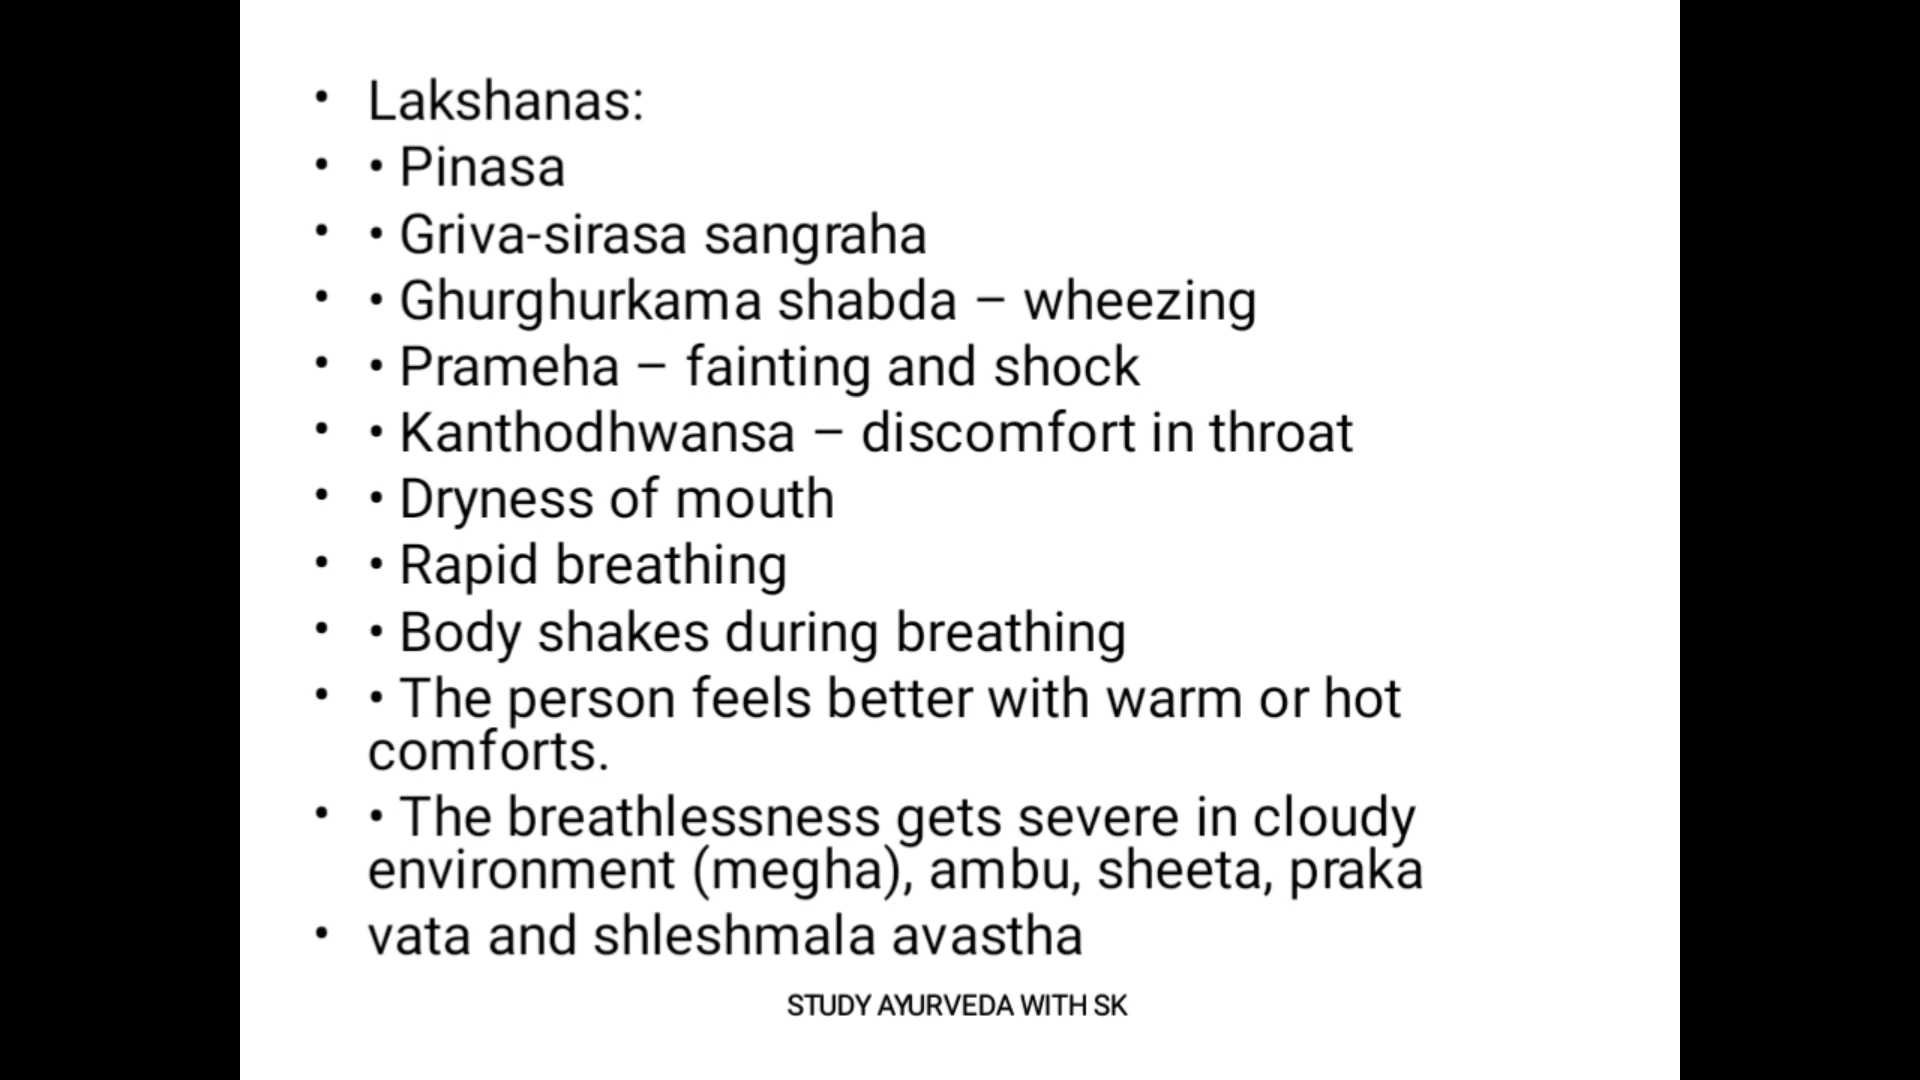 • Lakshanas:
• • Pinasa
• • Griva-sirasa sangraha
• • Ghurghurkama shabda – wheezing
• • Prameha – fainting and shock
• • Kanthodhwansa – discomfort in throat
• • Dryness of mouth
• • Rapid breathing
• • Body shakes during breathing
• • The person feels better with warm or hot
comforts.
• • The breathlessness gets severe in cloudy
environment (megha), ambu, sheeta, praka
• vata and shleshmala avastha
STUDY AYURVEDA WITH SK